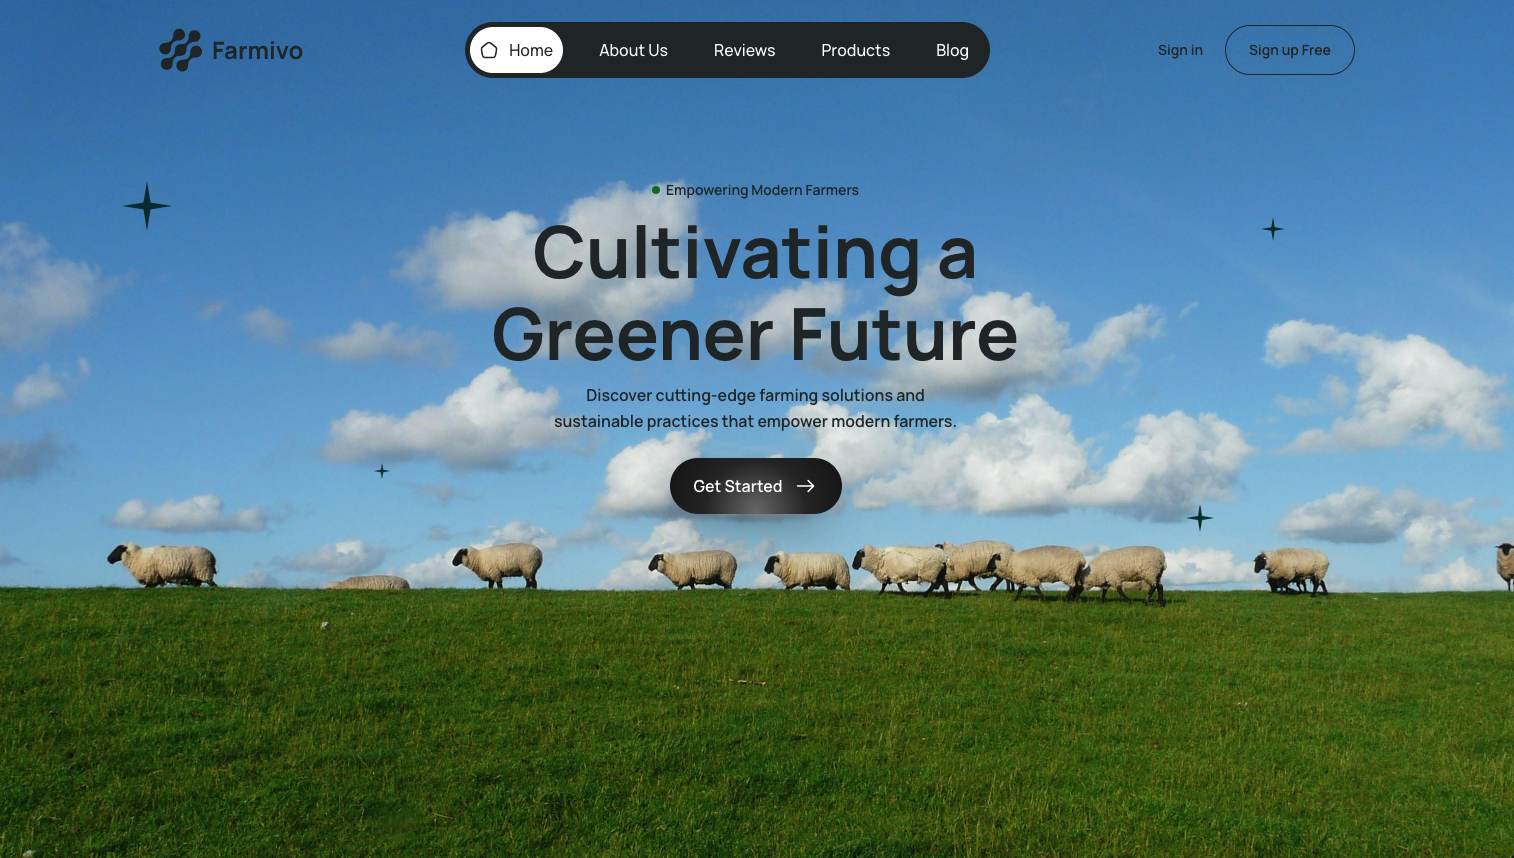 Farmivo
Home
About Us
Reviews
Products
Blog
Sign in
Sign up Free
Empowering Modern Farmers
Cultivating a
Greener Future
Discover cutting-edge farming solutions and
sustainable practices that empower modern farmers.
Get Started